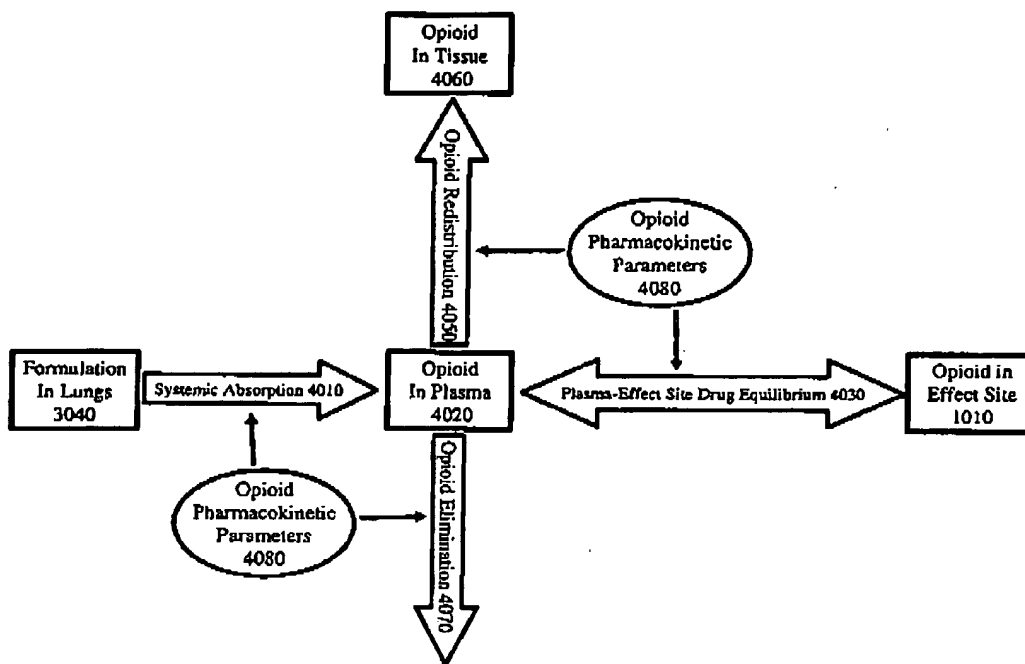 Opioid
In Tissue
4060
Opioid Redistribution 4050
Opioid
Pharmacokinetic
Parameters
4080
Formulation
In Lungs
3040
Systemic Absorption 4010
Opioid
In Plasma
4020
Plasma-Effect Site Drug Equilibrium 4030
Opioid in
Effect Site
1010
Opioid
Pharmacokinetic
Parameters
4080
Opioid Elimination 4070